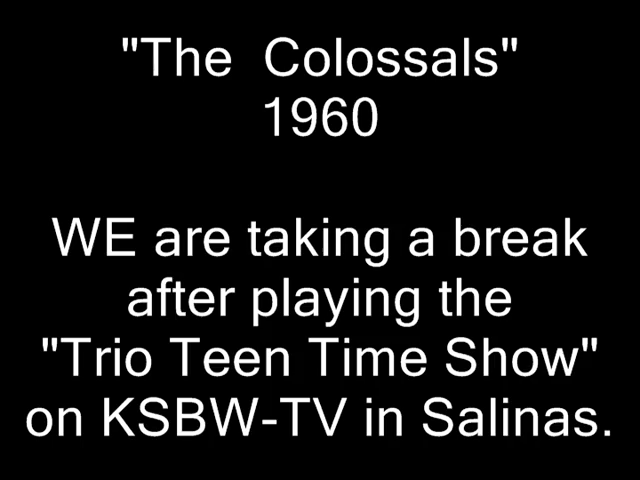 "The Colossals"
1960
WE are taking a break
after playing the
"Trio Teen Time Show"
on KSBW-TV in Salinas.